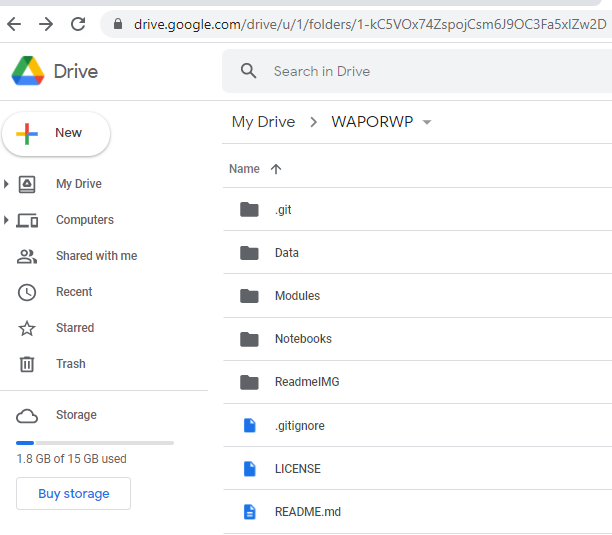 drive.google.com/drive/u/1/folders/1-kC5VOx74ZspojCsm6J9OC3Fa5xlZw2D
Drive
Search in Drive
New
My Drive > WAPORWP
Name
My Drive
Computers
Shared with me
Recent
Starred
Trash
Storage
1.8 GB of 15 GB used
Buy storage
.git
Data
Modules
Notebooks
ReadmeIMG
.gitignore
LICENSE
README.md